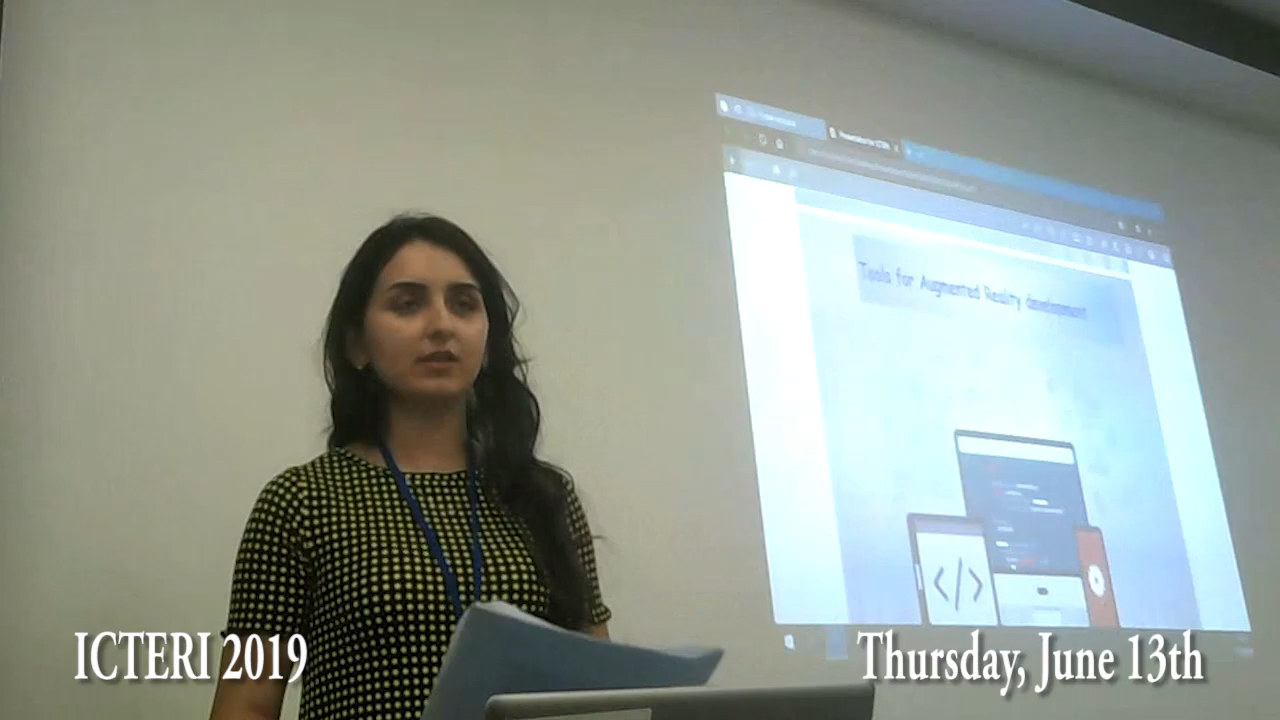 Tools for Augmented Reality development
</>
ICTERI 2019
Thursday, June 13th